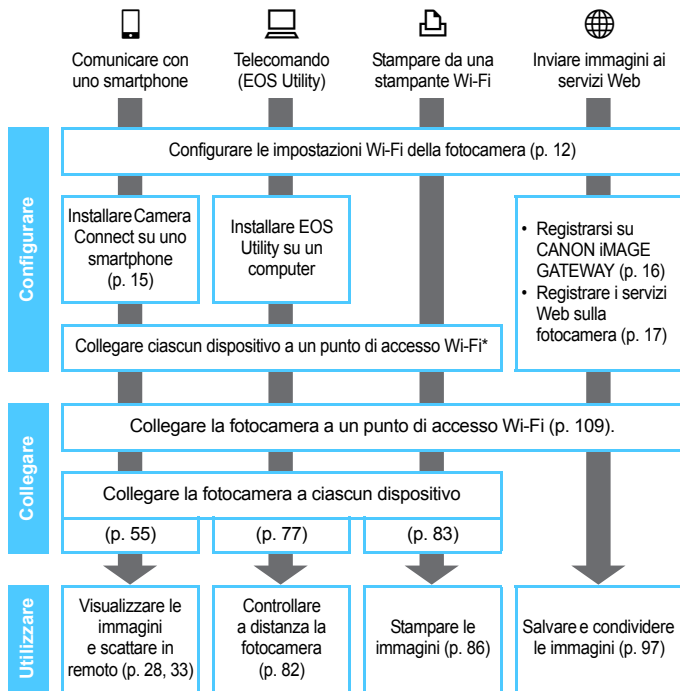 Comunicare con
uno smartphone
Telecomando
(EOS Utility)
Stampare da una
stampante Wi-Fi
Inviare immagini ai
servizi Web
Configurare
Configurare le impostazioni Wi-Fi della fotocamera (p. 12)
Installare Camera
Connect su uno
smartphone
(p. 15)
Installare EOS
Utility su un
computer
• Registrarsi su
CANON iMAGE
GATEWAY (p. 16)
• Registrare i servizi
Web sulla
fotocamera (p. 17)
Collegare ciascun dispositivo a un punto di accesso Wi-Fi*
Collegare
Collegare la fotocamera a un punto di accesso Wi-Fi (p. 109).
Collegare la fotocamera a ciascun dispositivo
(p. 55)
(p. 77)
(p. 83)
Utilizzare
Visualizzare le
immagini
e scattare in
remoto (p. 28, 33)
Controllare
a distanza la
fotocamera
(p. 82)
Stampare le
immagini (p. 86)
Salvare e condividere
le immagini (p. 97)